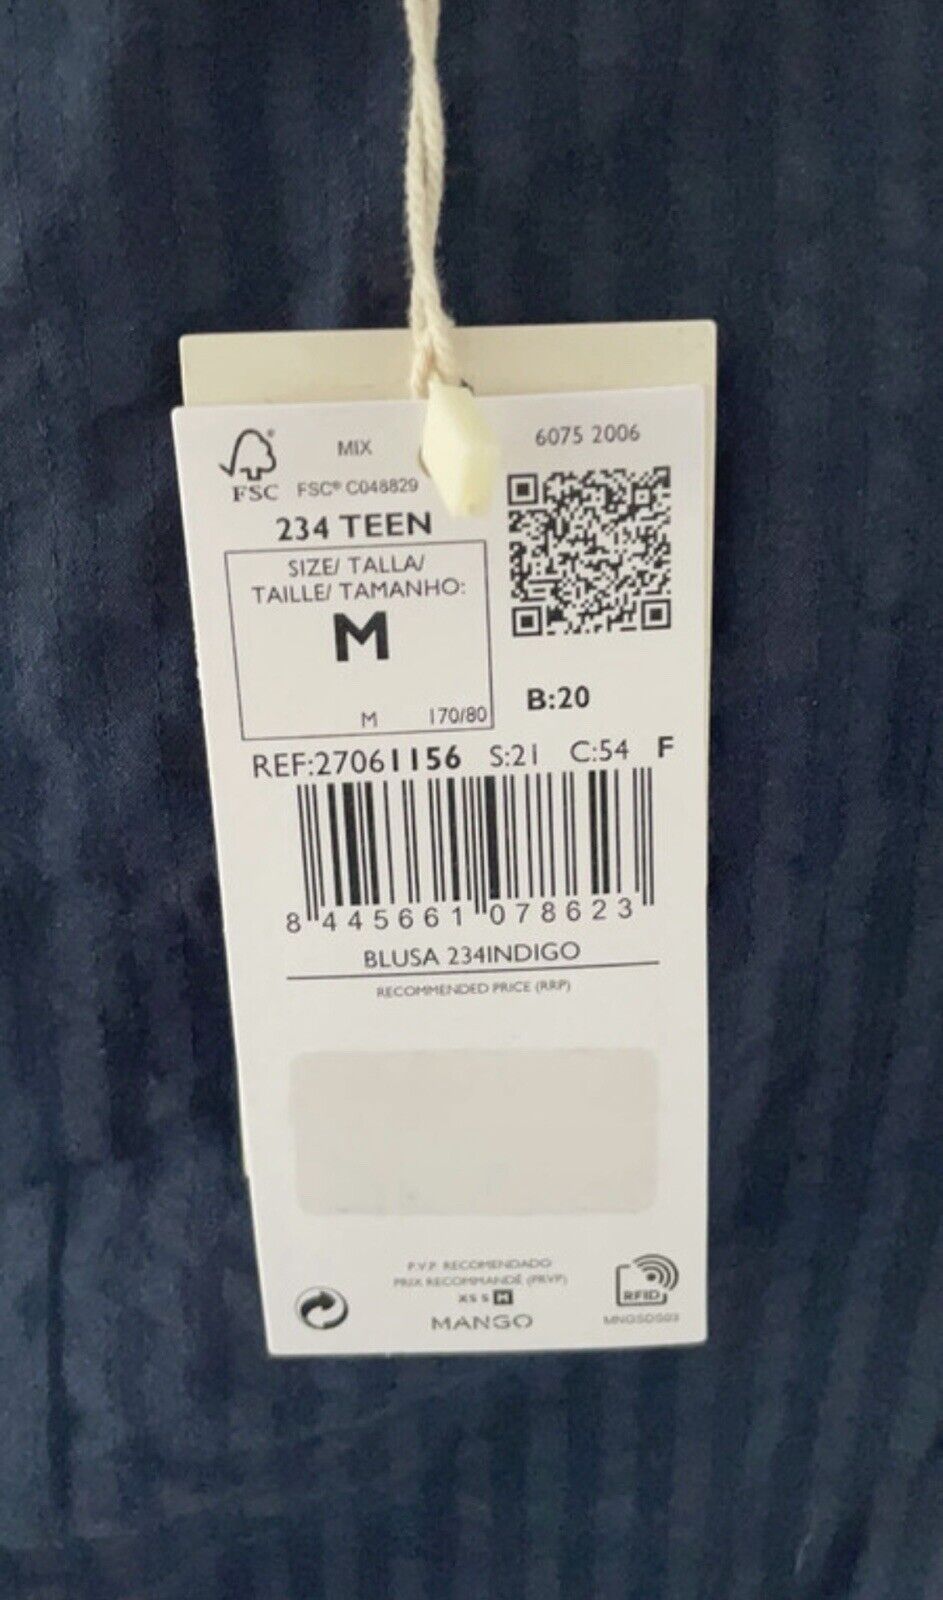 MIX
6075 2006
FSC
FSC® C048829
234 TEEN
SIZE/ TALLA/
TAILLE/ TAMANHO:
M
M 170/80
B:20
REF:27061156 S:21 C:54 F
8 445661 078623
BLUSA 234INDIGO
RECOMMENDED PRICE (RRP)
P.V.P RECOMENDADO
PRIX RECOMMANDÉ (PRVP)
XS S M
MANGO
RFID
MNGSDS03